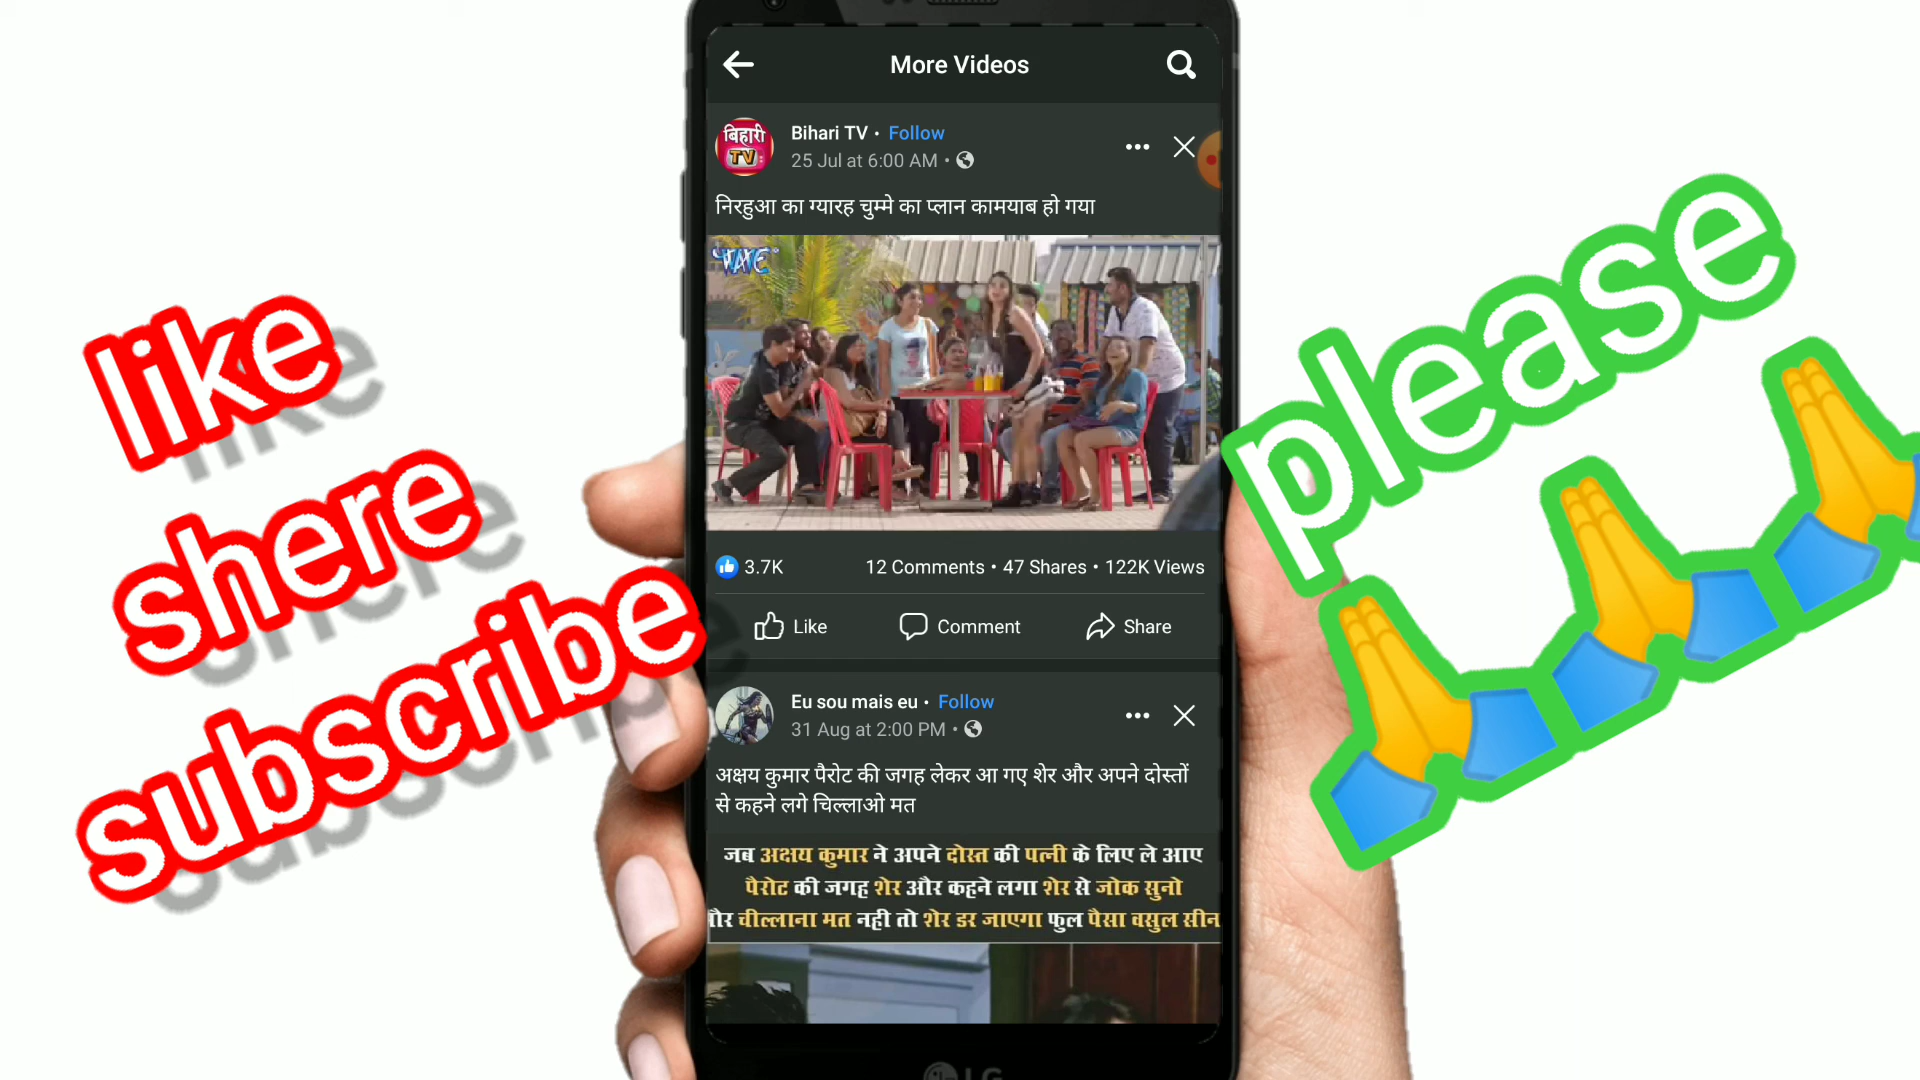 More Videos
बिहारी
TV
Bihari TV • Follow
25 Jul at 6:00 AM •
निरहुआ का ग्यारह चुम्मे का प्लान कामयाब हो गया
WAVE
3.7K 12 Comments • 47 Shares • 122K Views
Like Comment Share
Eu sou mais eu • Follow
31 Aug at 2:00 PM •
अक्षय कुमार पैरोट की जगह लेकर आ गए शेर और अपने दोस्तों
से कहने लगे चिल्लाओ मत
जब अक्षय कुमार ने अपने दोस्त की पत्नी के लिए ले आए
पैरोट की जगह शेर और कहने लगा शेर से जोक सुनो
चील्लाना मत नही तो शेर डर जाएगा फुल पैसा वसुल सीन
LG
like
shere
subscribe
please